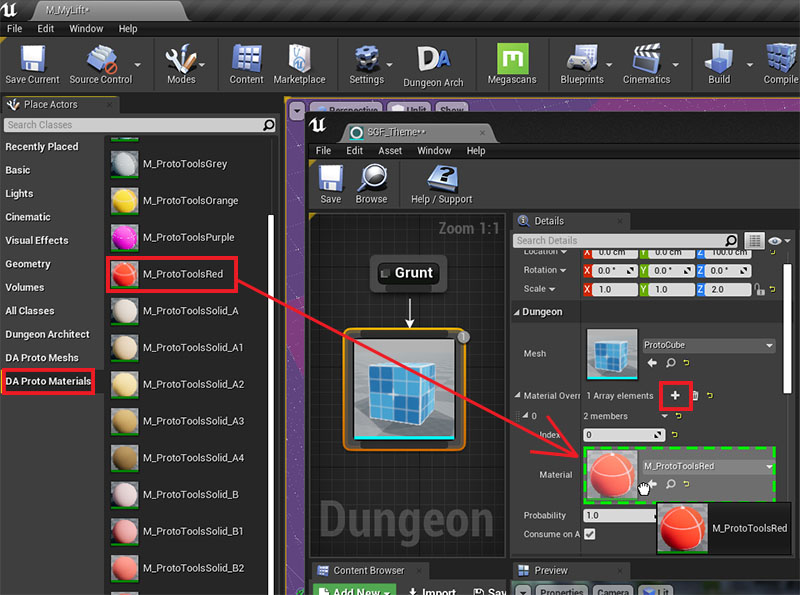 M_MyLift*
File Edit Window Help
Save Current Source Control Modes Content Marketplace Settings Dungeon Arch Megascans Blueprints Cinematics Build Compile
Place Actors
Search Classes
Recently Placed
Basic
Lights
Cinematic
Visual Effects
Geometry
Volumes
All Classes
Dungeon Architect
DA Proto Meshs
DA Proto Materials
M_ProtoToolsGrey
M_ProtoToolsOrange
M_ProtoToolsPurple
M_ProtoToolsRed
M_ProtoToolsSolid_A
M_ProtoToolsSolid_A1
M_ProtoToolsSolid_A2
M_ProtoToolsSolid_A3
M_ProtoToolsSolid_A4
M_ProtoToolsSolid_B
M_ProtoToolsSolid_B1
M_ProtoToolsSolid_B2
Perspective Unlit Show
SGF_Theme**
File Edit Asset Window Help
Save Browse Help / Support
Zoom 1:1
Grunt
1
Dungeon
Details
Search Details
Location X 0.0 cm Y 0.0 cm Z 100.0 cm
Rotation X 0.0 ° Y 0.0 ° Z 0.0 °
Scale X 1.0 Y 1.0 Z 2.0
Dungeon
Mesh ProtoCube
Material Overr 1 Array elements
0 2 members
Index 0
Material M_ProtoToolsRed
Probability 1.0
Consume on A
M_ProtoToolsRed
Content Browser
Add New Import Sav
Preview
Properties Camera Lit